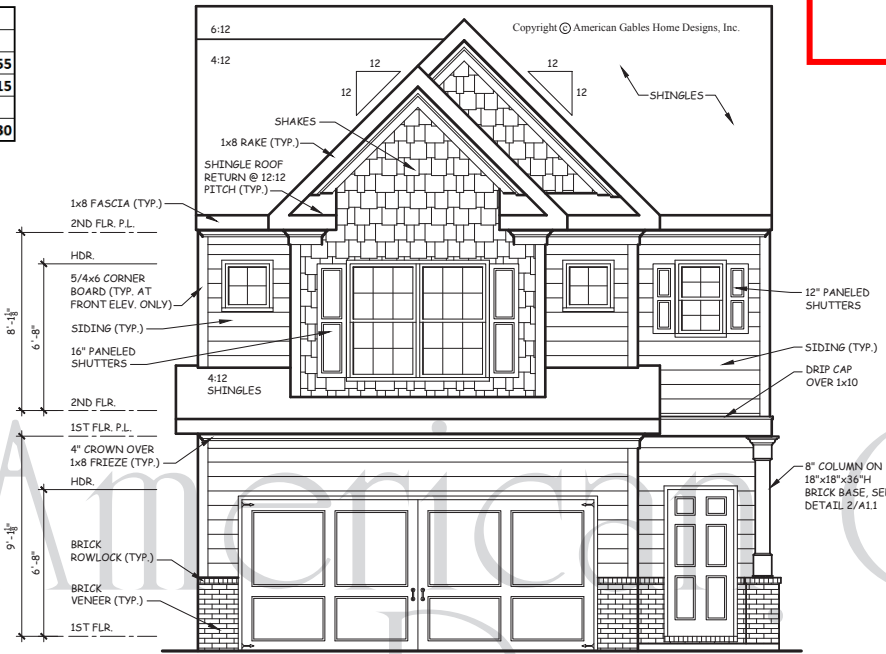 55
15
30
6:12
4:12
Copyright © American Gables Home Designs, Inc.
12
12
12
12
SHINGLES
SHAKES
1x8 RAKE (TYP.)
SHINGLE ROOF
RETURN @ 12:12
PITCH (TYP.)
1x8 FASCIA (TYP.)
2ND FLR. P.L.
HDR.
5/4x6 CORNER
BOARD (TYP. AT
FRONT ELEV. ONLY)
SIDING (TYP.)
16" PANELED
SHUTTERS
8'-1 1/8"
6'-8"
12" PANELED
SHUTTERS
SIDING (TYP.)
DRIP CAP
OVER 1x10
4:12
SHINGLES
2ND FLR.
1ST FLR. P.L.
4" CROWN OVER
1x8 FRIEZE (TYP.)
HDR.
8" COLUMN ON
18"x18"x36"H
BRICK BASE, SEE
DETAIL 2/A1.1
9'-1 1/8"
6'-8"
BRICK
ROWLOCK (TYP.)
BRICK
VENEER (TYP.)
1ST FLR.
American G